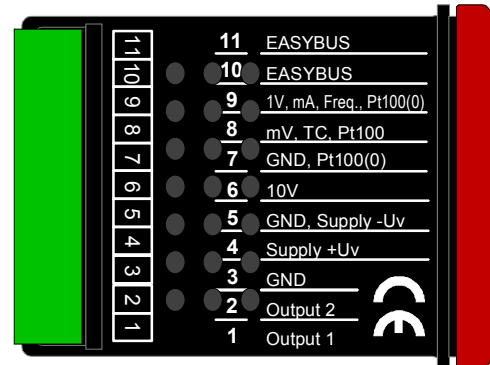 11 11 EASYBUS
10 10 EASYBUS
9 9 1V, mA, Freq., Pt100(0)
8 8 mV, TC, Pt100
7 7 GND, Pt100(0)
6 6 10V
5 5 GND, Supply -Uv
4 4 Supply +Uv
3 3 GND
2 2 Output 2
1 1 Output 1
CE